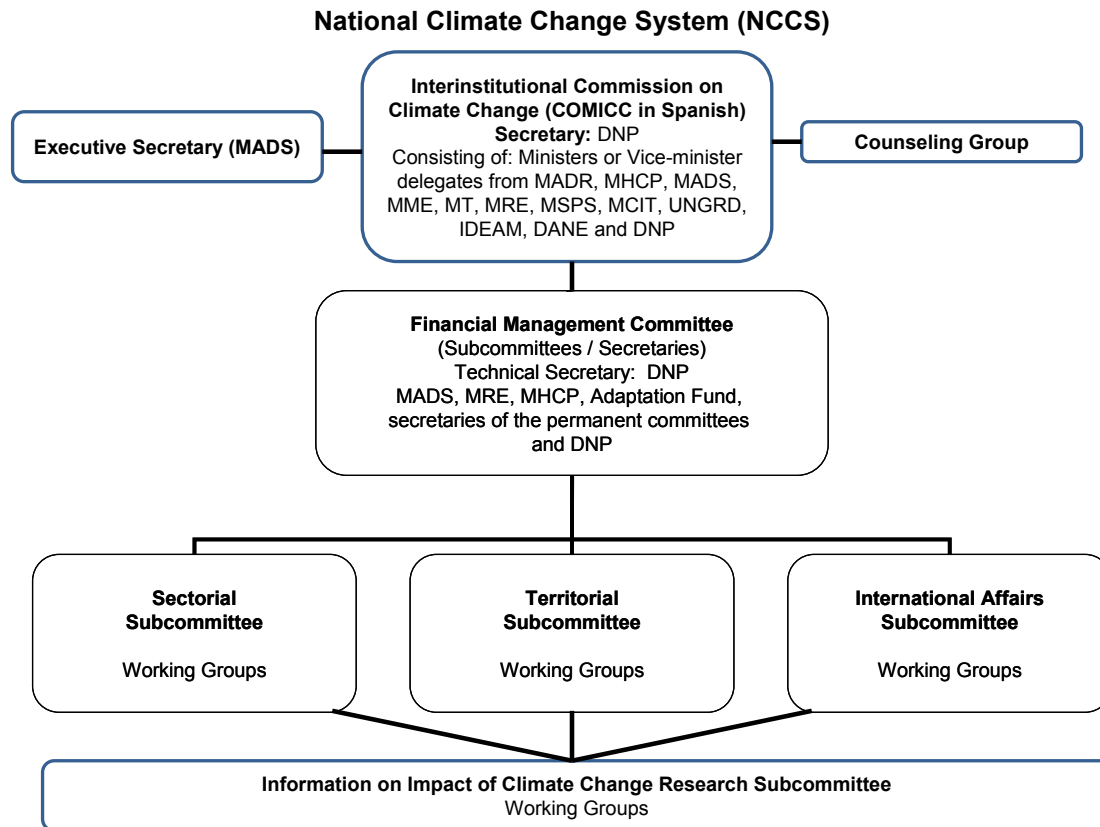 National Climate Change System (NCCS)
Interinstitutional Commission on
Climate Change (COMICC in Spanish)
Secretary: DNP
Consisting of: Ministers or Vice-minister
delegates from MADR, MHCP, MADS,
MME, MT, MRE, MSPS, MCIT, UNGRD,
IDEAM, DANE and DNP
Executive Secretary (MADS)
Counseling Group
Financial Management Committee
(Subcommittees / Secretaries)
Technical Secretary: DNP
MADS, MRE, MHCP, Adaptation Fund,
secretaries of the permanent committees
and DNP
Sectorial
Subcommittee
Working Groups
Territorial
Subcommittee
Working Groups
International Affairs
Subcommittee
Working Groups
Information on Impact of Climate Change Research Subcommittee
Working Groups